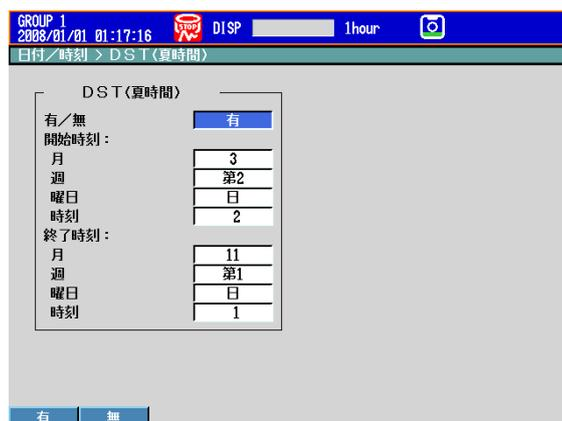 GROUP 1
2008/01/01 01:17:16 STOP DISP 1hour
日付／時刻 > DST(夏時間)
DST(夏時間)
有／無 有
開始時刻：
月 3
週 第2
曜日 日
時刻 2
終了時刻：
月 11
週 第1
曜日 日
時刻 1
有 無